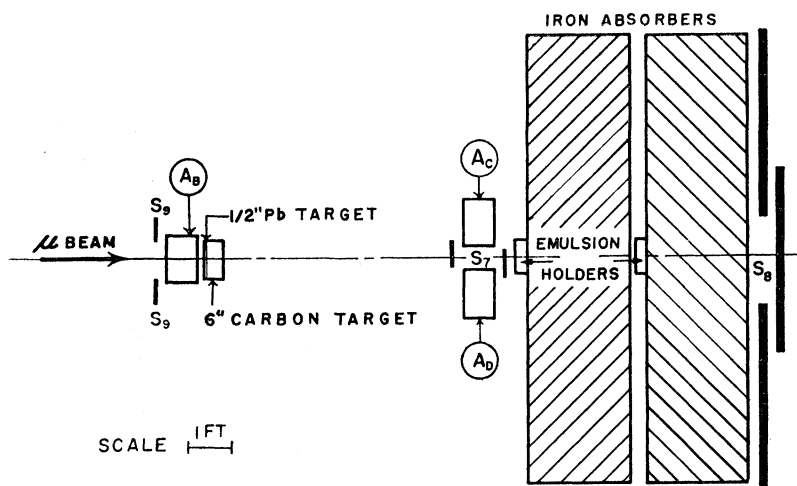 IRON ABSORBERS
A_B
A_C
S_9
1/2" Pb TARGET
μ BEAM
S_7
EMULSION
HOLDERS
S_8
S_9
6" CARBON TARGET
A_D
SCALE 1 FT